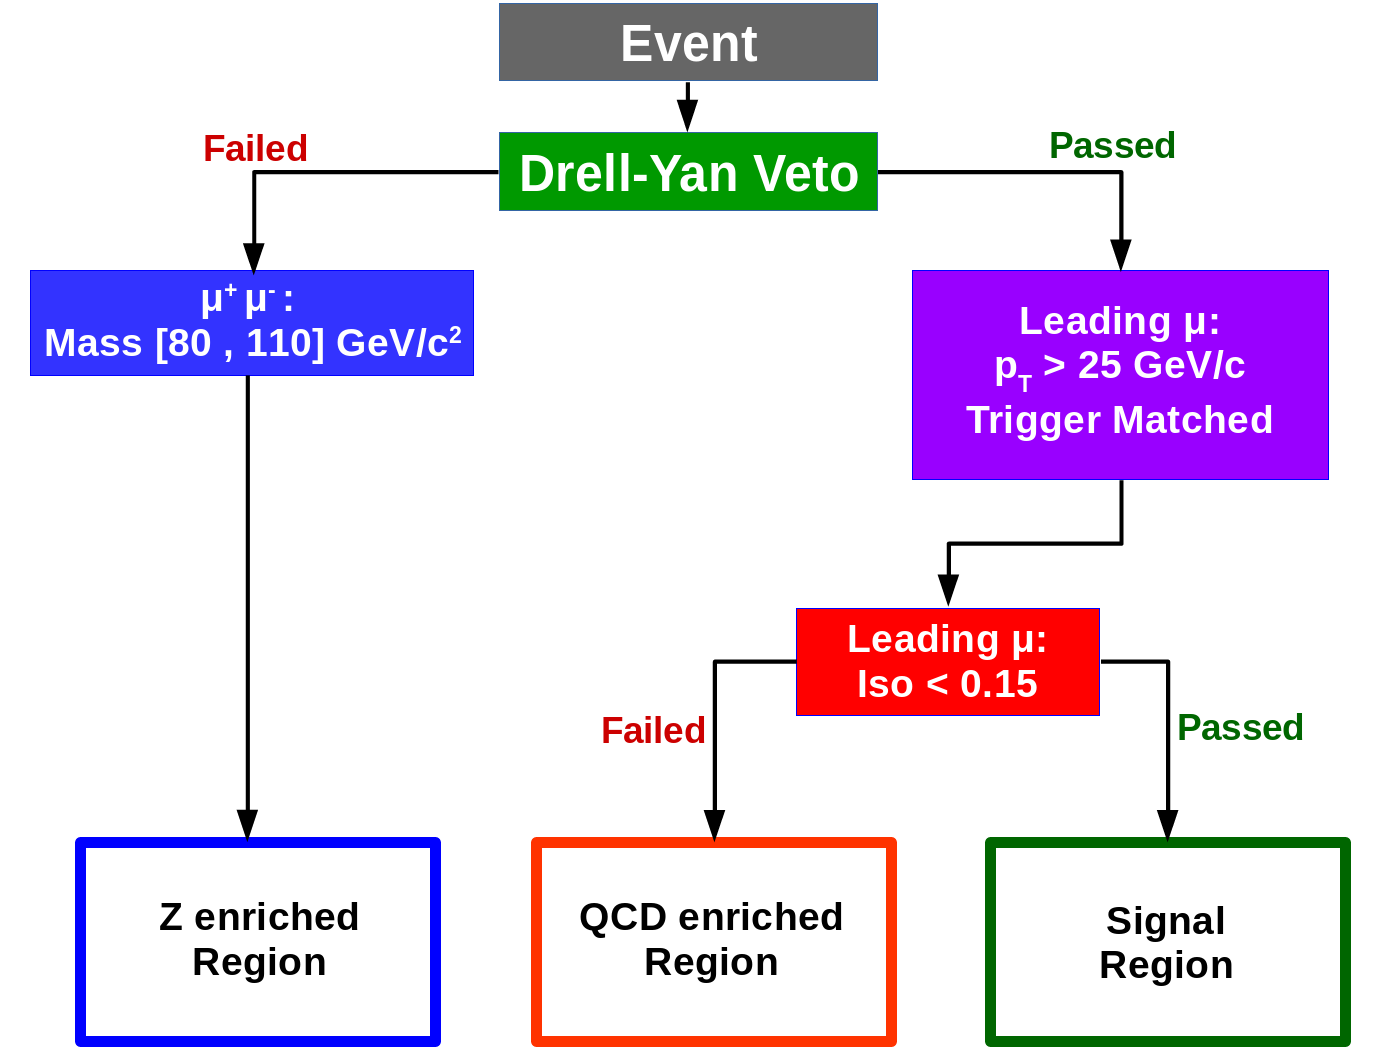 Event
Failed
Drell-Yan Veto
Passed
μ⁺ μ⁻ :
Mass [80 , 110] GeV/c²
Leading μ:
p_T > 25 GeV/c
Trigger Matched
Leading μ:
Iso < 0.15
Failed
Passed
Z enriched
Region
QCD enriched
Region
Signal
Region